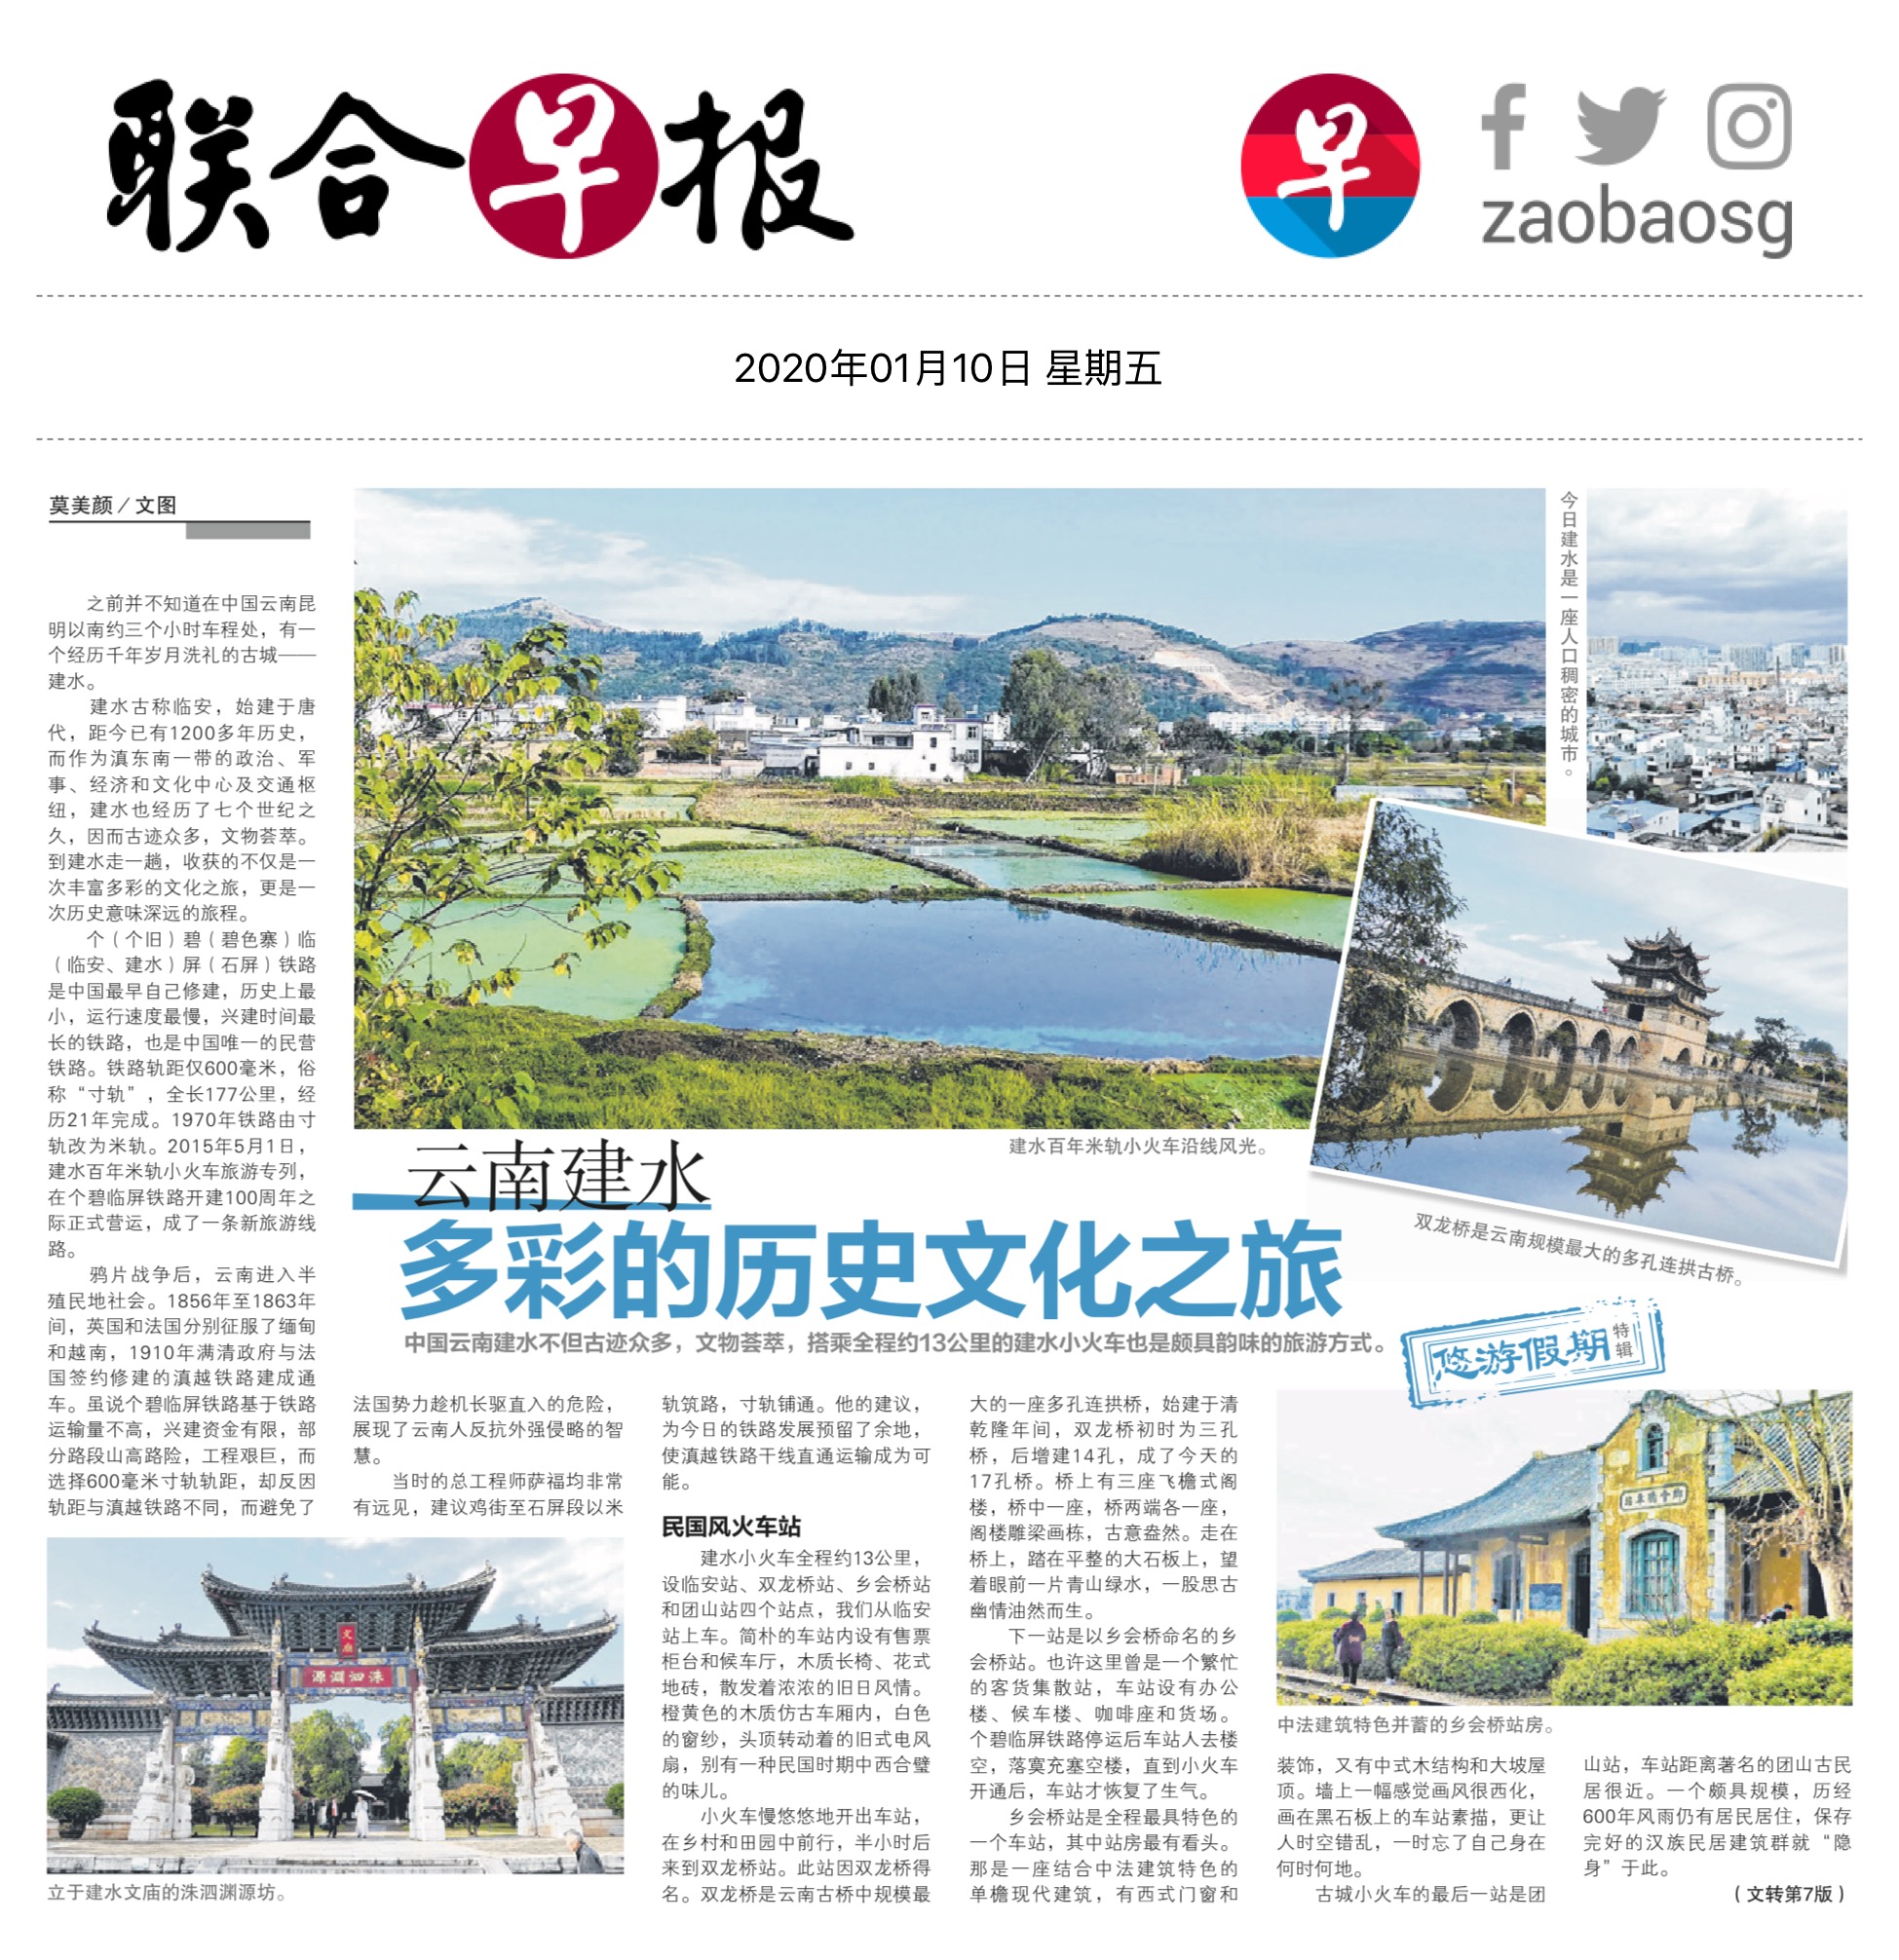 联合早报
早
zaobaosg
2020年01月10日 星期五
莫美颜／文图
之前并不知道在中国云南昆
明以南约三个小时车程处，有一
个经历千年岁月洗礼的古城——
建水。
建水古称临安，始建于唐
代，距今已有1200多年历史，
而作为滇东南一带的政治、军
事、经济和文化中心及交通枢
纽，建水也经历了七个世纪之
久，因而古迹众多，文物荟萃。
到建水走一趟，收获的不仅是一
次丰富多彩的文化之旅，更是一
次历史意味深远的旅程。
个（个旧）碧（碧色寨）临
（临安、建水）屏（石屏）铁路
是中国最早自己修建，历史上最
小，运行速度最慢，兴建时间最
长的铁路，也是中国唯一的民营
铁路。铁路轨距仅600毫米，俗
称“寸轨”，全长177公里，经
历21年完成。1970年铁路由寸
轨改为米轨。2015年5月1日，
建水百年米轨小火车旅游专列，
在个碧临屏铁路开建100周年之
际正式营运，成了一条新旅游线
路。
鸦片战争后，云南进入半
殖民地社会。1856年至1863年
间，英国和法国分别征服了缅甸
和越南，1910年满清政府与法
国签约修建的滇越铁路建成通
车。虽说个碧临屏铁路基于铁路
运输量不高，兴建资金有限，部
分路段山高路险，工程艰巨，而
选择600毫米寸轨轨距，却反因
轨距与滇越铁路不同，而避免了
今日建水是一座人口稠密的城市。
建水百年米轨小火车沿线风光。
双龙桥是云南规模最大的多孔连拱古桥。
云南建水
多彩的历史文化之旅
中国云南建水不但古迹众多，文物荟萃，搭乘全程约13公里的建水小火车也是颇具韵味的旅游方式。
悠游假期
特辑
法国势力趁机长驱直入的危险，
展现了云南人反抗外强侵略的智
慧。
当时的总工程师萨福均非常
有远见，建议鸡街至石屏段以米
文庙
源渊泗洙
立于建水文庙的洙泗渊源坊。
轨筑路，寸轨铺通。他的建议，
为今日的铁路发展预留了余地，
使滇越铁路干线直通运输成为可
能。
民国风火车站
建水小火车全程约13公里，
设临安站、双龙桥站、乡会桥站
和团山站四个站点，我们从临安
站上车。简朴的车站内设有售票
柜台和候车厅，木质长椅、花式
地砖，散发着浓浓的旧日风情。
橙黄色的木质仿古车厢内，白色
的窗纱，头顶转动着的旧式电风
扇，别有一种民国时期中西合璧
的味儿。
小火车慢悠悠地开出车站，
在乡村和田园中前行，半小时后
来到双龙桥站。此站因双龙桥得
名。双龙桥是云南古桥中规模最
大的一座多孔连拱桥，始建于清
乾隆年间，双龙桥初时为三孔
桥，后增建14孔，成了今天的
17孔桥。桥上有三座飞檐式阁
楼，桥中一座，桥两端各一座，
阁楼雕梁画栋，古意盎然。走在
桥上，踏在平整的大石板上，望
着眼前一片青山绿水，一股思古
幽情油然而生。
下一站是以乡会桥命名的乡
会桥站。也许这里曾是一个繁忙
的客货集散站，车站设有办公
楼、候车楼、咖啡座和货场。
个碧临屏铁路停运后车站人去楼
空，落寞充塞空楼，直到小火车
开通后，车站才恢复了生气。
乡会桥站是全程最具特色的
一个车站，其中站房最有看头。
那是一座结合中法建筑特色的
单檐现代建筑，有西式门窗和
站车桥會鄉
中法建筑特色并蓄的乡会桥站房。
装饰，又有中式木结构和大坡屋
顶。墙上一幅感觉画风很西化，
画在黑石板上的车站素描，更让
人时空错乱，一时忘了自己身在
何时何地。
古城小火车的最后一站是团
山站，车站距离著名的团山古民
居很近。一个颇具规模，历经
600年风雨仍有居民居住，保存
完好的汉族民居建筑群就“隐
身”于此。
（文转第7版）